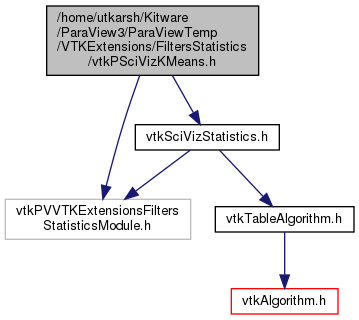 /home/utkarsh/Kitware
/ParaView3/ParaViewTemp
/VTKExtensions/FiltersStatistics
/vtkPSciVizKMeans.h
vtkSciVizStatistics.h
vtkPVVTKExtensionsFilters
StatisticsModule.h
vtkTableAlgorithm.h
vtkAlgorithm.h